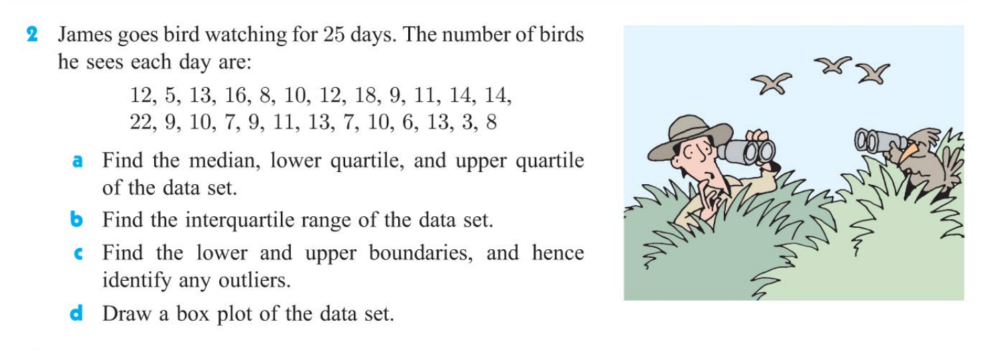 2 James goes bird watching for 25 days. The number of birds
he sees each day are:
12, 5, 13, 16, 8, 10, 12, 18, 9, 11, 14, 14,
22, 9, 10, 7, 9, 11, 13, 7, 10, 6, 13, 3, 8
a Find the median, lower quartile, and upper quartile
of the data set.
b Find the interquartile range of the data set.
c Find the lower and upper boundaries, and hence
identify any outliers.
d Draw a box plot of the data set.